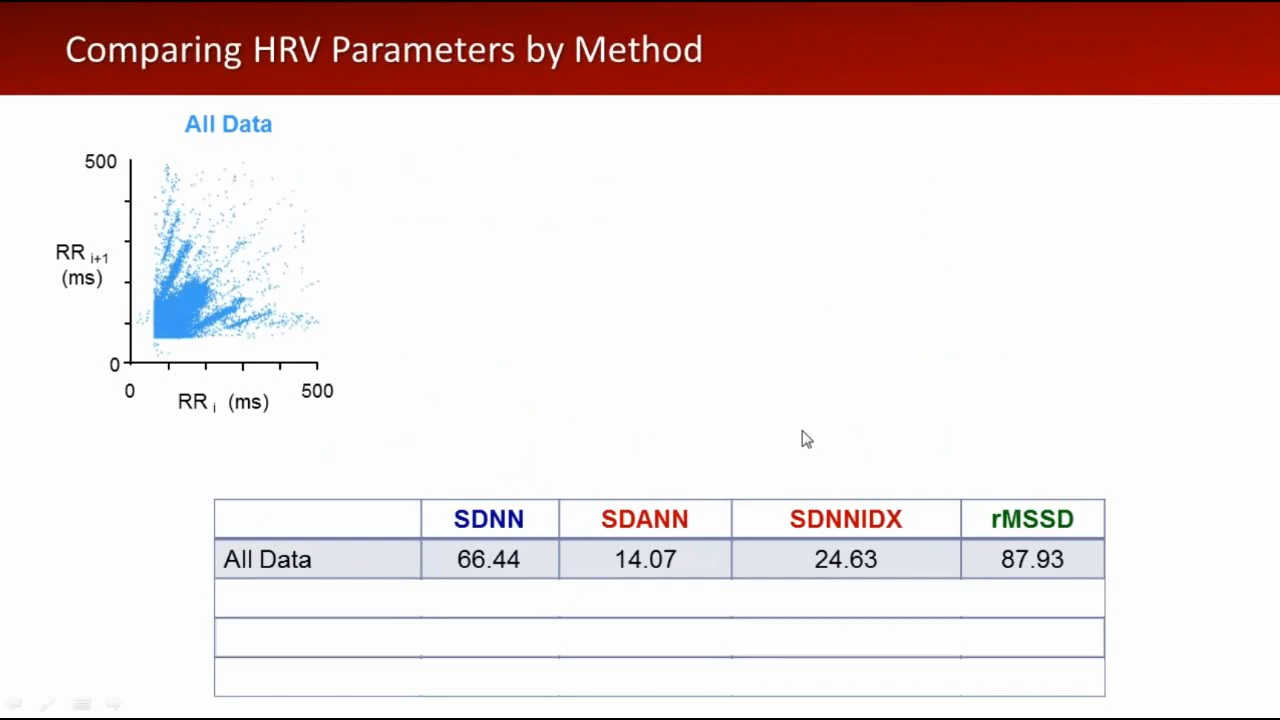 Comparing HRV Parameters by Method
All Data
500
RR i+1
(ms)
0
0
500
RR i (ms)
SDNN SDANN SDNNIDX rMSSD
All Data 66.44 14.07 24.63 87.93